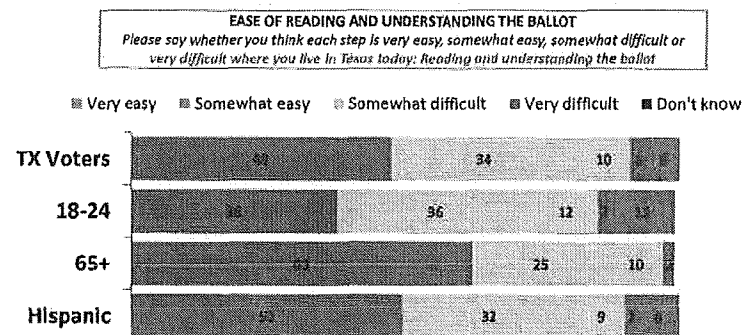 EASE OF READING AND UNDERSTANDING THE BALLOT
Please say whether you think each step is very easy, somewhat easy, somewhat difficult or
very difficult where you live in Texas today: Reading and understanding the ballot
Very easy Somewhat easy Somewhat difficult Very difficult Don't know
TX Voters 34 10
18-24 36 12
65+ 25 10
Hispanic 32 9